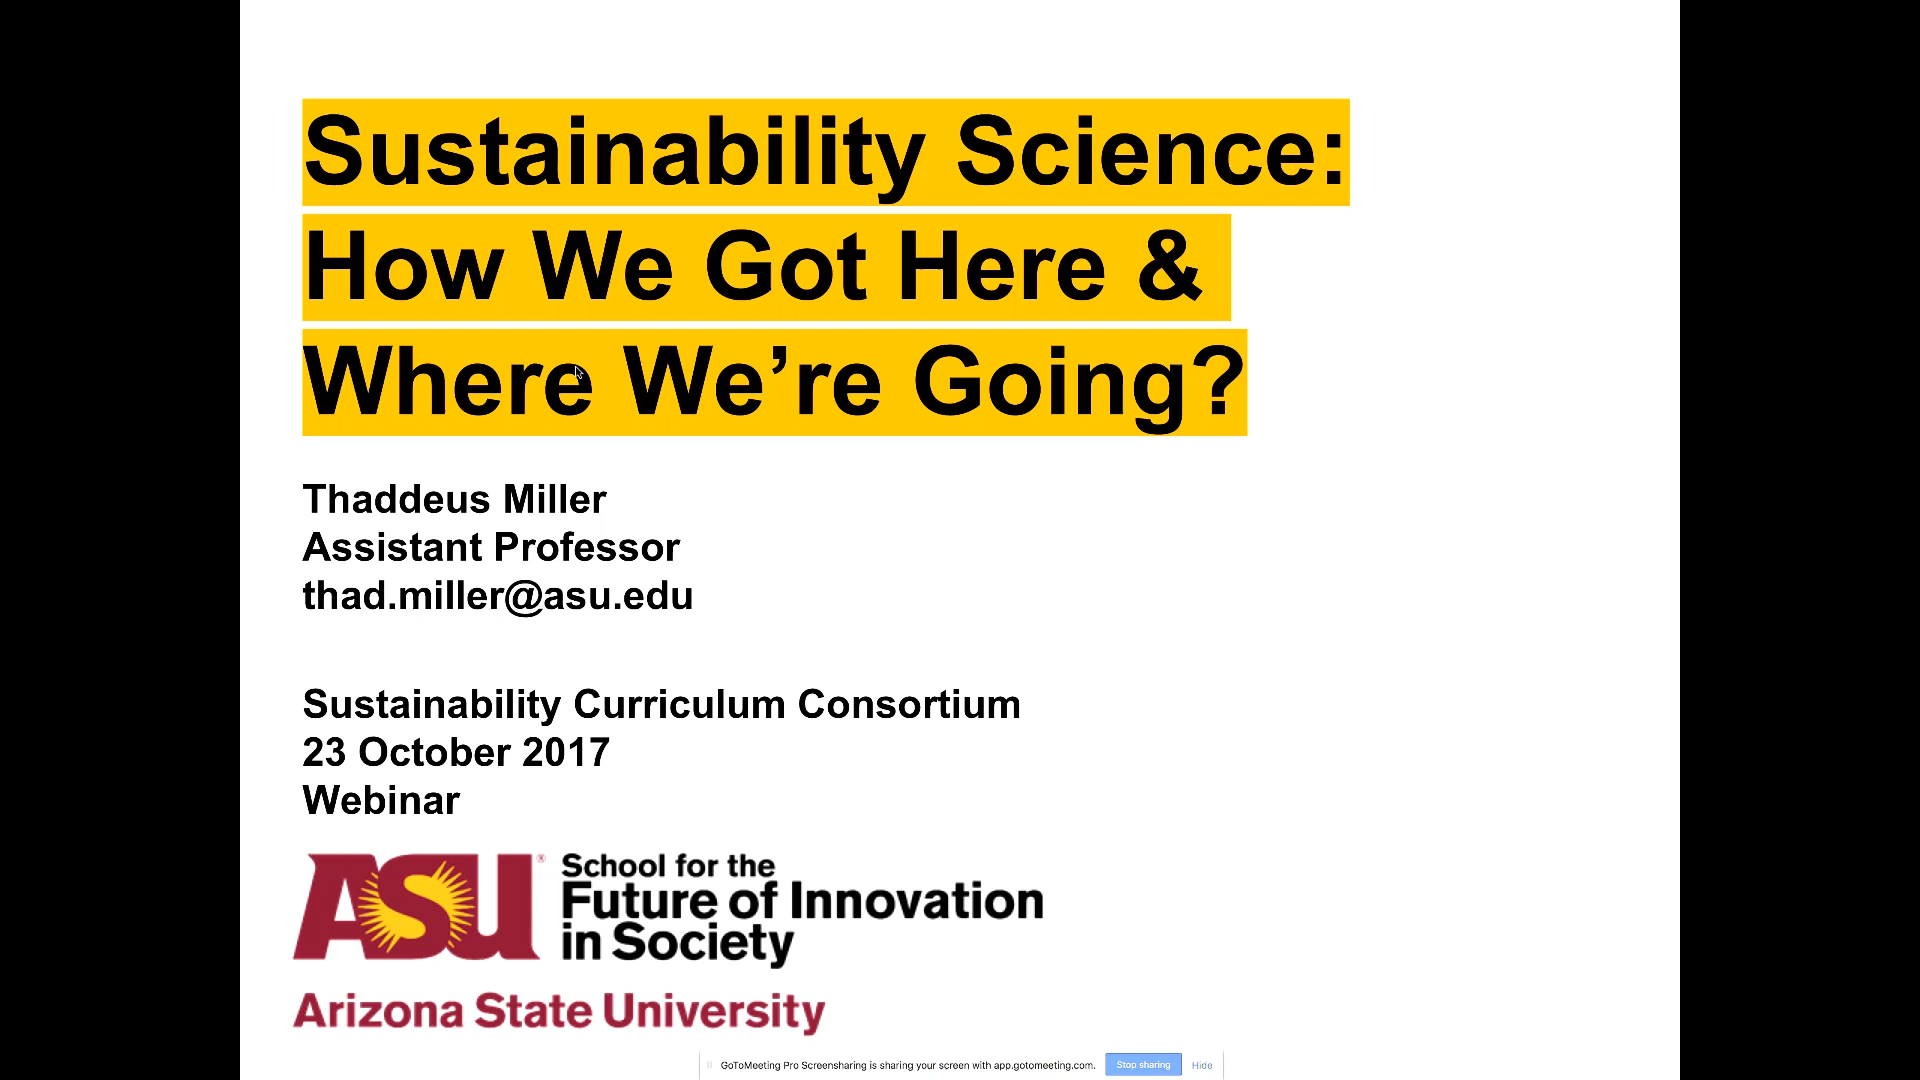 Sustainability Science:
How We Got Here &
Where We’re Going?
Thaddeus Miller
Assistant Professor
thad.miller@asu.edu
Sustainability Curriculum Consortium
23 October 2017
Webinar
ASU®
School for the
Future of Innovation
in Society
Arizona State University
GoToMeeting Pro Screensharing is sharing your screen with app.gotomeeting.com. Stop sharing Hide